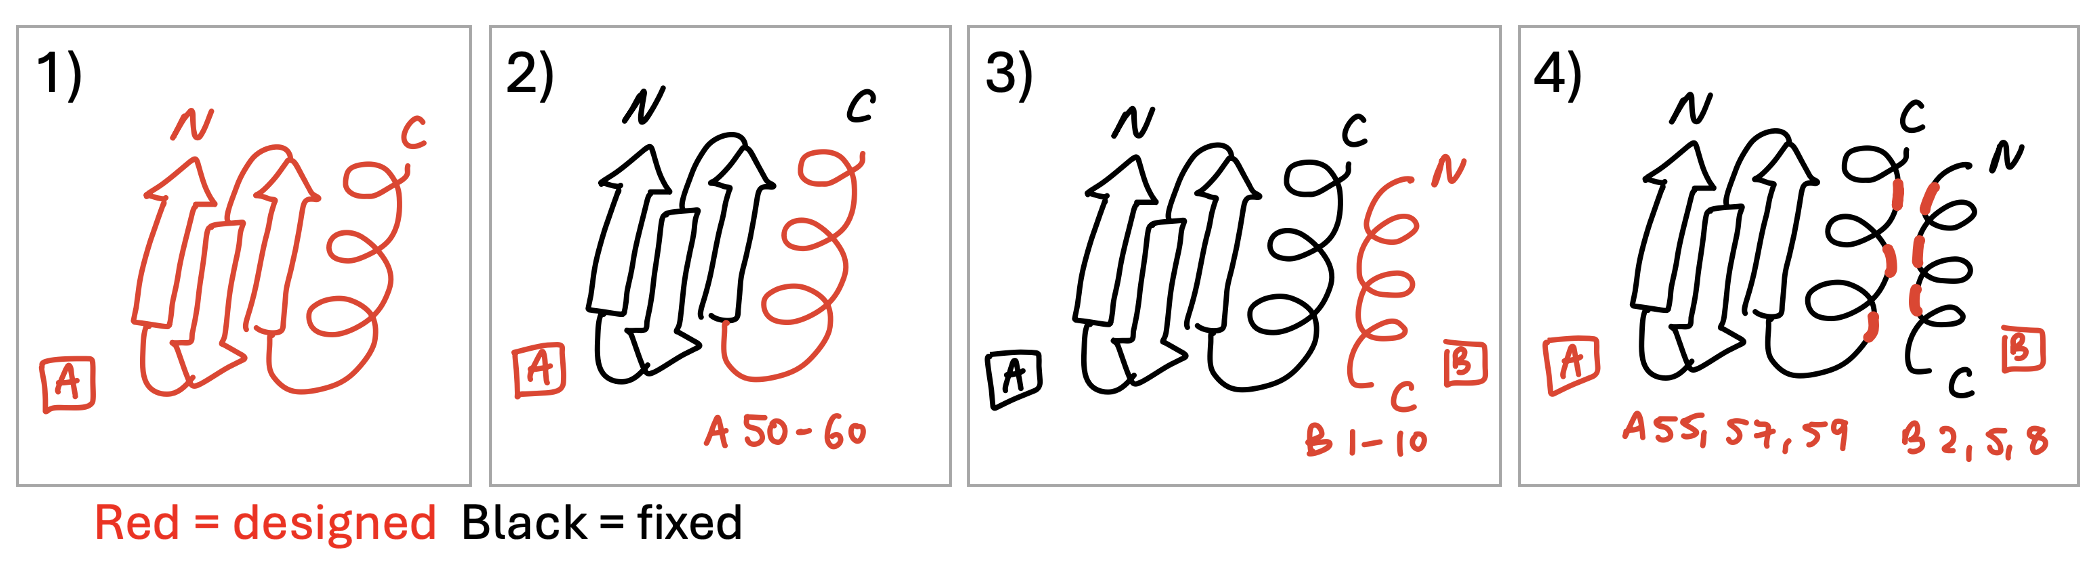 1)
N
C
A
2)
N
C
A
A 50-60
3)
N
C
N
A
B
C
B 1-10
4)
N
C
N
A
B
C
A 55, 57, 59 B 2, 5, 8
Red = designed Black = fixed